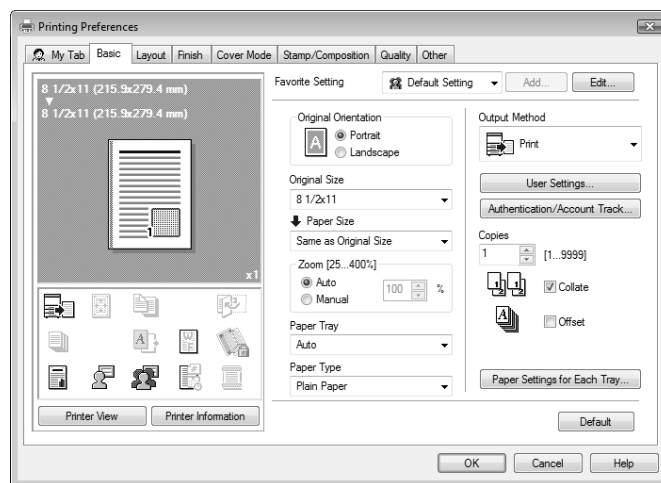 Printing Preferences
My Tab Basic Layout Finish Cover Mode Stamp/Composition Quality Other
8 1/2x11 (215.9x279.4 mm)
8 1/2x11 (215.9x279.4 mm)
1
x1
Printer View Printer Information
Favorite Setting Default Setting Add... Edit...
Original Orientation
A
Portrait
Landscape
Original Size
8 1/2x11
Paper Size
Same as Original Size
Zoom [25...400%]
Auto
Manual
100 %
Paper Tray
Auto
Paper Type
Plain Paper
Output Method
Print
User Settings...
Authentication/Account Track...
Copies
1 [1...9999]
Collate
Offset
Paper Settings for Each Tray...
Default
OK Cancel Help